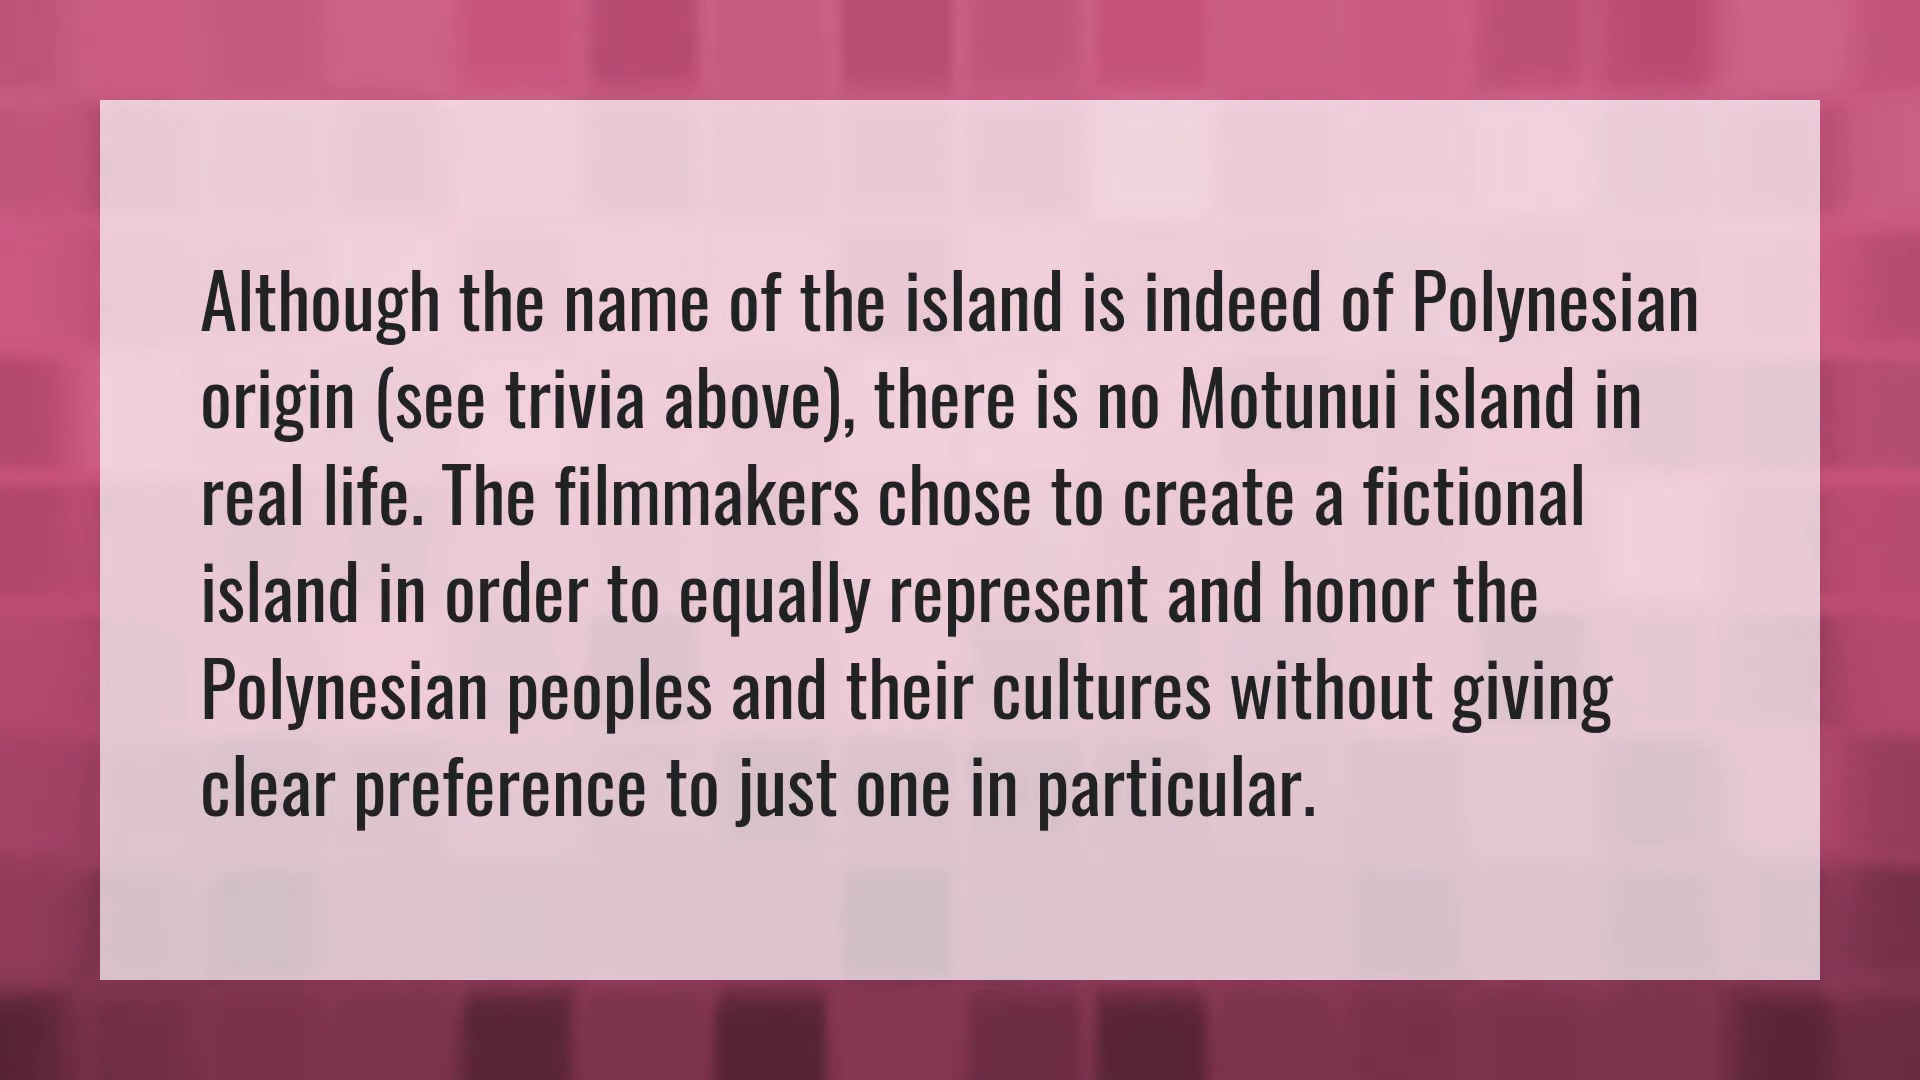 Although the name of the island is indeed of Polynesian
origin (see trivia above), there is no Motunui island in
real life. The filmmakers chose to create a fictional
island in order to equally represent and honor the
Polynesian peoples and their cultures without giving
clear preference to just one in particular.